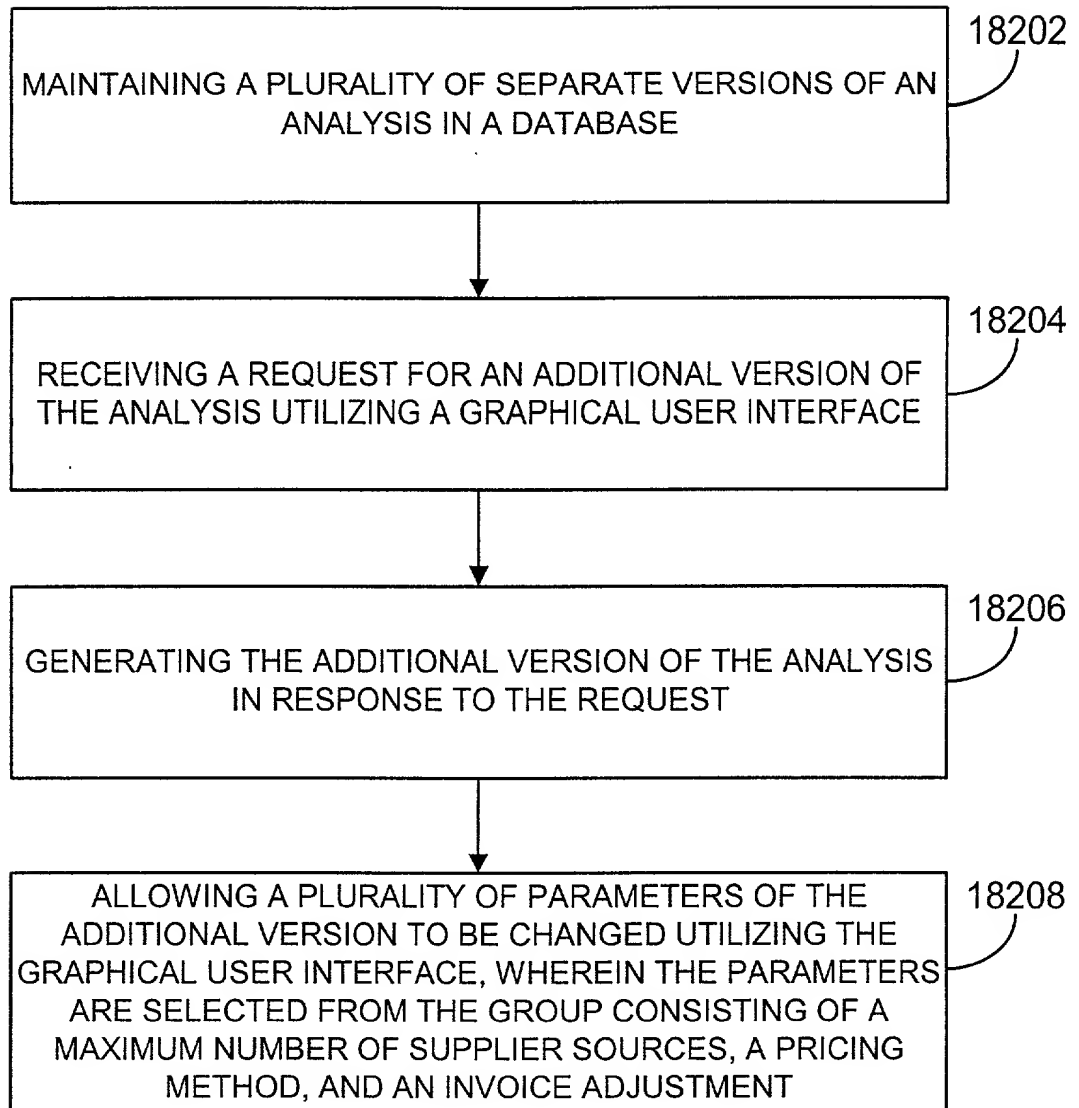 18202
MAINTAINING A PLURALITY OF SEPARATE VERSIONS OF AN
ANALYSIS IN A DATABASE
18204
RECEIVING A REQUEST FOR AN ADDITIONAL VERSION OF
THE ANALYSIS UTILIZING A GRAPHICAL USER INTERFACE
18206
GENERATING THE ADDITIONAL VERSION OF THE ANALYSIS
IN RESPONSE TO THE REQUEST
18208
ALLOWING A PLURALITY OF PARAMETERS OF THE
ADDITIONAL VERSION TO BE CHANGED UTILIZING THE
GRAPHICAL USER INTERFACE, WHEREIN THE PARAMETERS
ARE SELECTED FROM THE GROUP CONSISTING OF A
MAXIMUM NUMBER OF SUPPLIER SOURCES, A PRICING
METHOD, AND AN INVOICE ADJUSTMENT